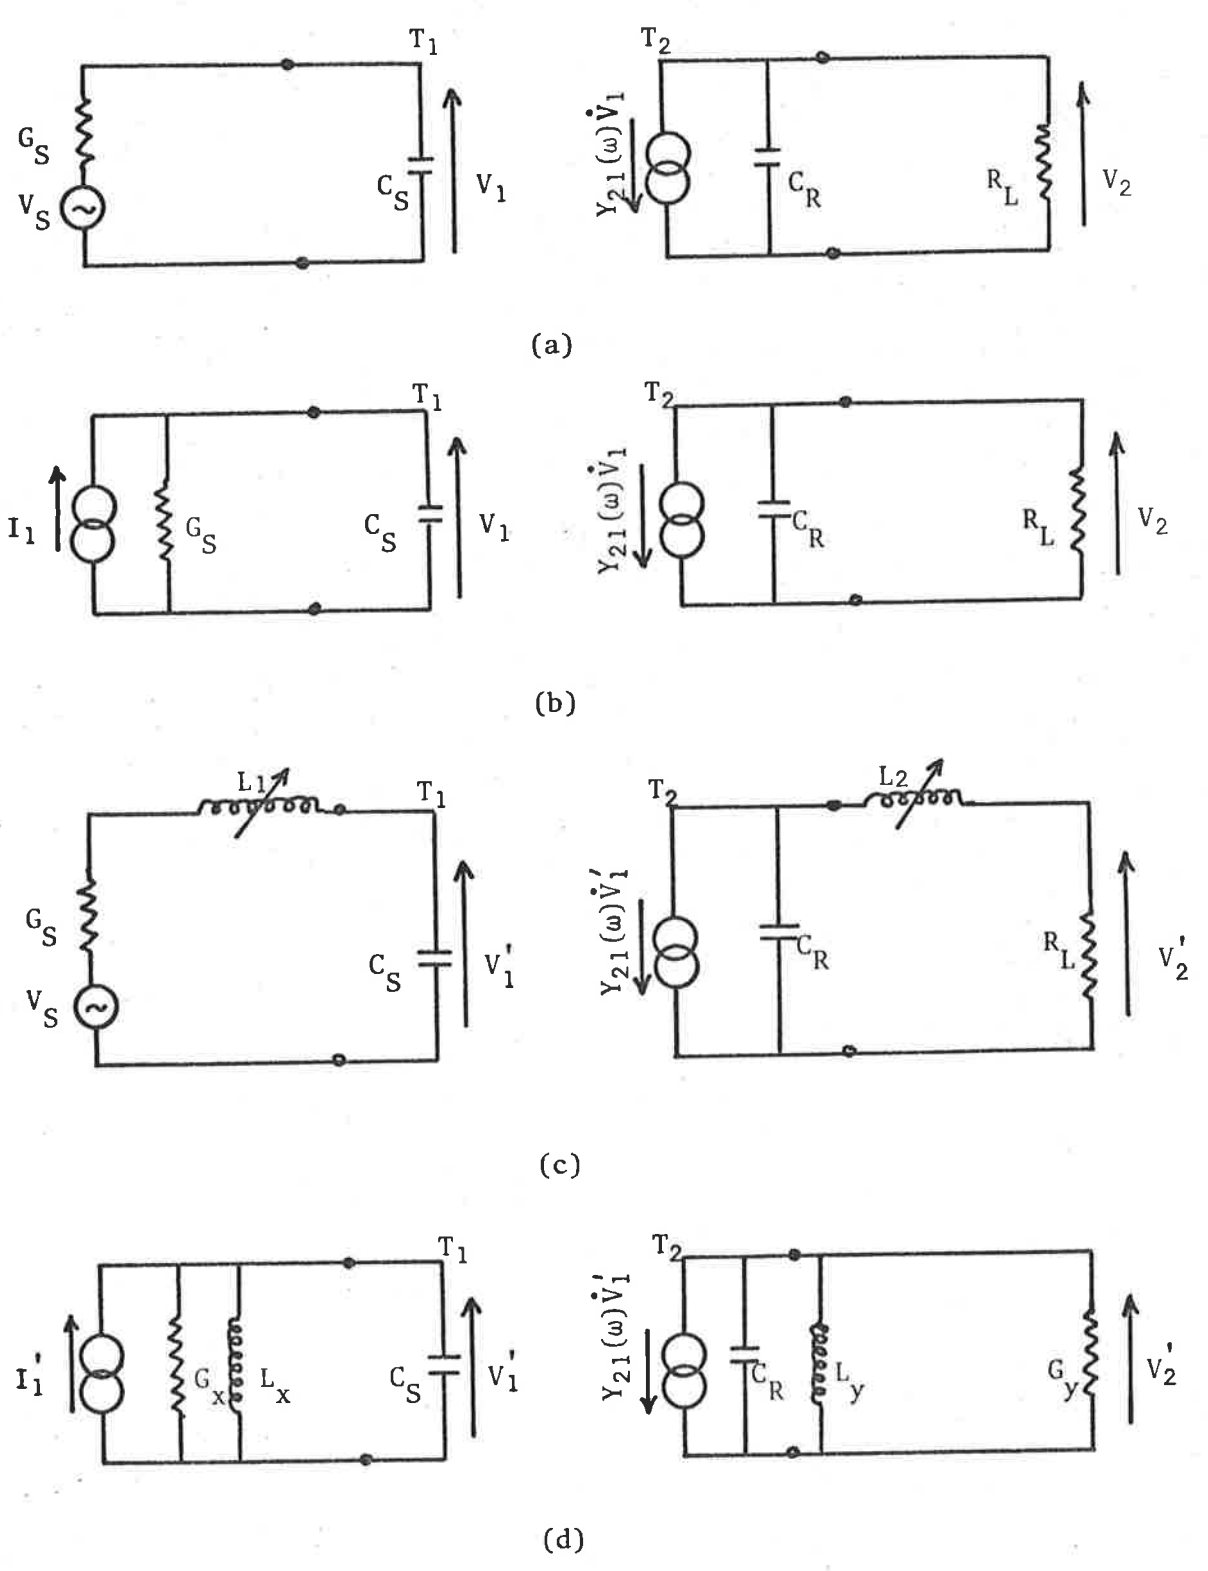 T1
GS
VS
CS
V1
T2
Y21(ω)V̇1
CR
RL
V2
(a)
T1
I1
GS
CS
V1
T2
Y21(ω)V̇1
CR
RL
V2
(b)
L1
T1
GS
VS
CS
V1'
T2
L2
Y21(ω)V̇1'
CR
RL
V2'
(c)
T1
I1'
Gx
Lx
CS
V1'
T2
Y21(ω)V̇1'
CR
Ly
Gy
V2'
(d)